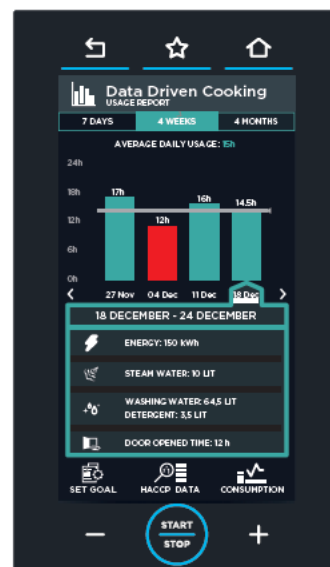 Data Driven Cooking
USAGE REPORT
7 DAYS 4 WEEKS 4 MONTHS
AVERAGE DAILY USAGE: 15h
24h
18h
12h
6h
0h
17h
12h
16h
14.5h
27 Nov 04 Dec 11 Dec 18 Dec
18 DECEMBER - 24 DECEMBER
ENERGY: 150 kWh
STEAM WATER: 10 LIT
WASHING WATER: 64,5 LIT
DETERGENT: 3,5 LIT
DOOR OPENED TIME: 12 h
SET GOAL HACCP DATA CONSUMPTION
START
STOP